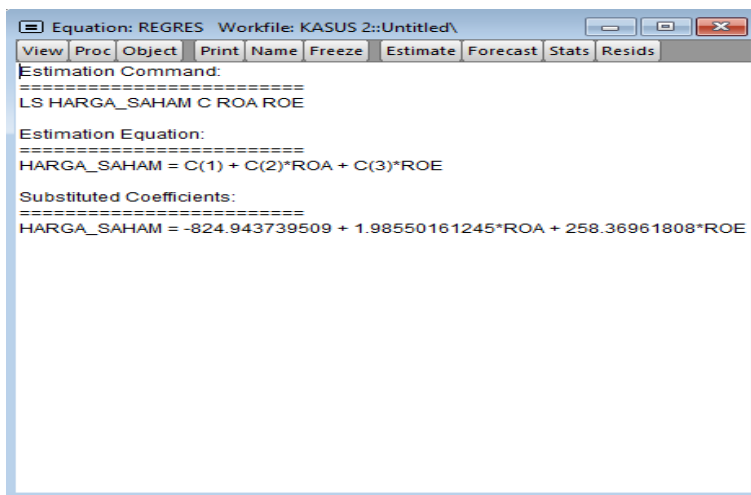 Equation: REGRES Workfile: KASUS 2::Untitled\
View Proc Object Print Name Freeze Estimate Forecast Stats Resids
Estimation Command:
=========================
LS HARGA_SAHAM C ROA ROE
Estimation Equation:
=========================
HARGA_SAHAM = C(1) + C(2)*ROA + C(3)*ROE
Substituted Coefficients:
=========================
HARGA_SAHAM = -824.943739509 + 1.98550161245*ROA + 258.36961808*ROE